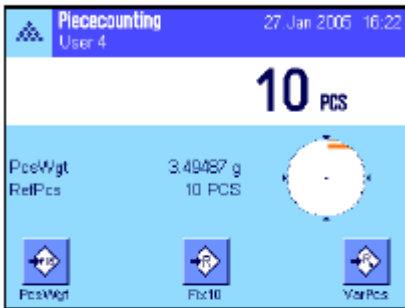 Piececounting 27.Jan 2005 16:22
User 4
10 PCS
PcsWgt 3.49487 g
RefPcs 10 PCS
PcsWgt Fix10 VarPcs